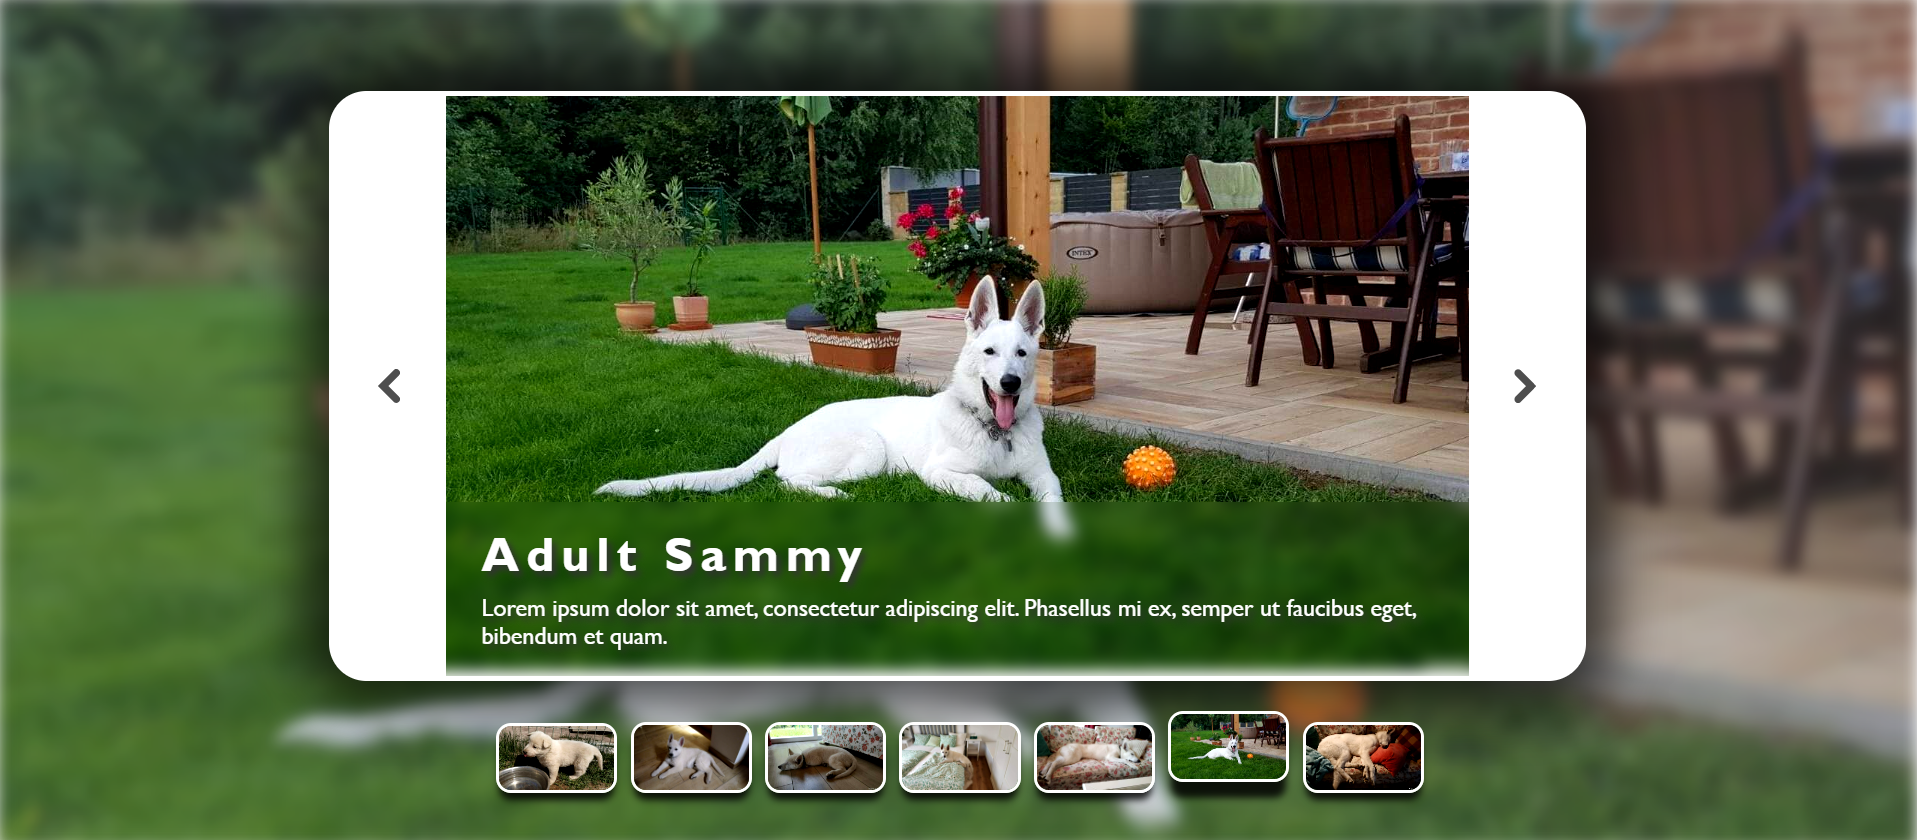 INTEX
Adult Sammy
Lorem ipsum dolor sit amet, consectetur adipiscing elit. Phasellus mi ex, semper ut faucibus eget,
bibendum et quam.